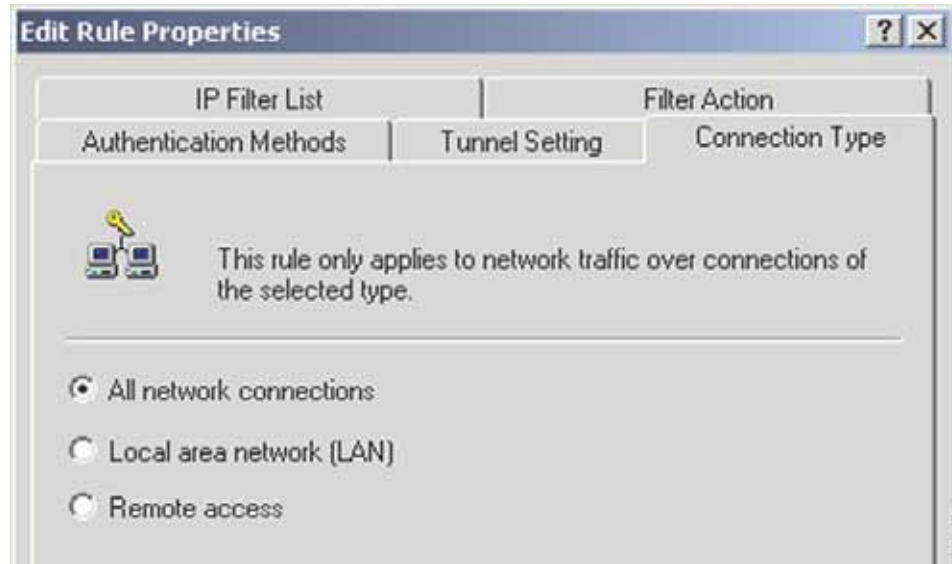 Edit Rule Properties
IP Filter List
Filter Action
Authentication Methods
Tunnel Setting
Connection Type
This rule only applies to network traffic over connections of
the selected type.
All network connections
Local area network (LAN)
Remote access